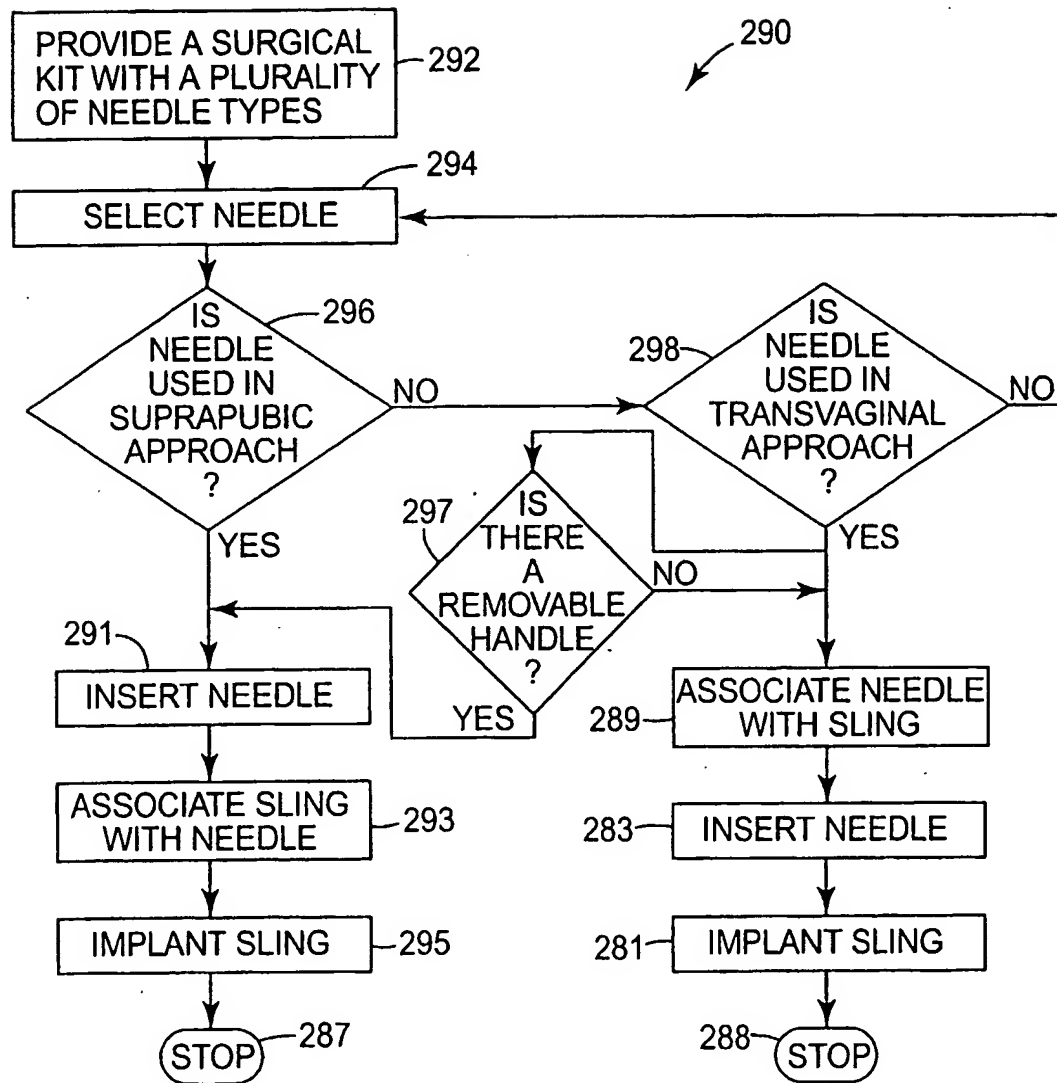 PROVIDE A SURGICAL
KIT WITH A PLURALITY
OF NEEDLE TYPES
292
290
294
SELECT NEEDLE
IS
NEEDLE
USED IN
SUPRAPUBIC
APPROACH
?
296
NO
YES
298
IS
NEEDLE
USED IN
TRANSVAGINAL
APPROACH
?
NO
YES
297
IS
THERE
A
REMOVABLE
HANDLE
?
NO
YES
291
INSERT NEEDLE
ASSOCIATE SLING
WITH NEEDLE
293
IMPLANT SLING
295
STOP
287
289
ASSOCIATE NEEDLE
WITH SLING
283
INSERT NEEDLE
281
IMPLANT SLING
288
STOP